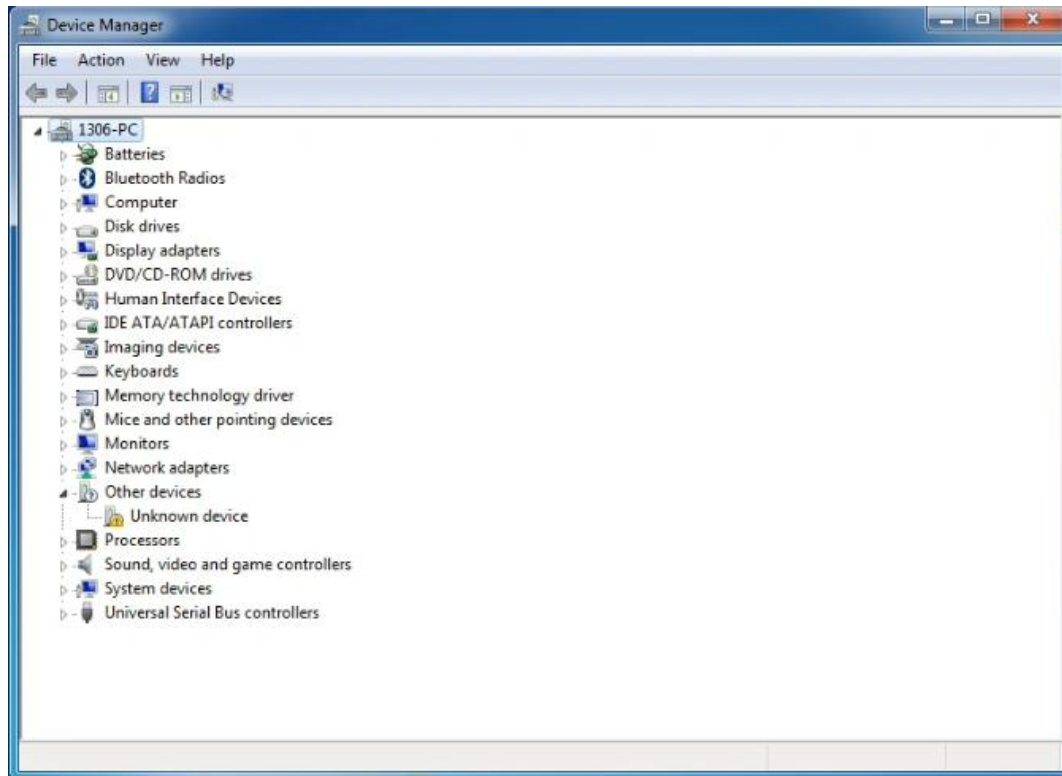 Device Manager
File Action View Help
1306-PC
Batteries
Bluetooth Radios
Computer
Disk drives
Display adapters
DVD/CD-ROM drives
Human Interface Devices
IDE ATA/ATAPI controllers
Imaging devices
Keyboards
Memory technology driver
Mice and other pointing devices
Monitors
Network adapters
Other devices
Unknown device
Processors
Sound, video and game controllers
System devices
Universal Serial Bus controllers